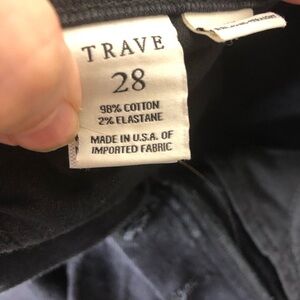 TRAVE
28
98% COTTON
2% ELASTANE
MADE IN U.S.A. OF
IMPORTED FABRIC